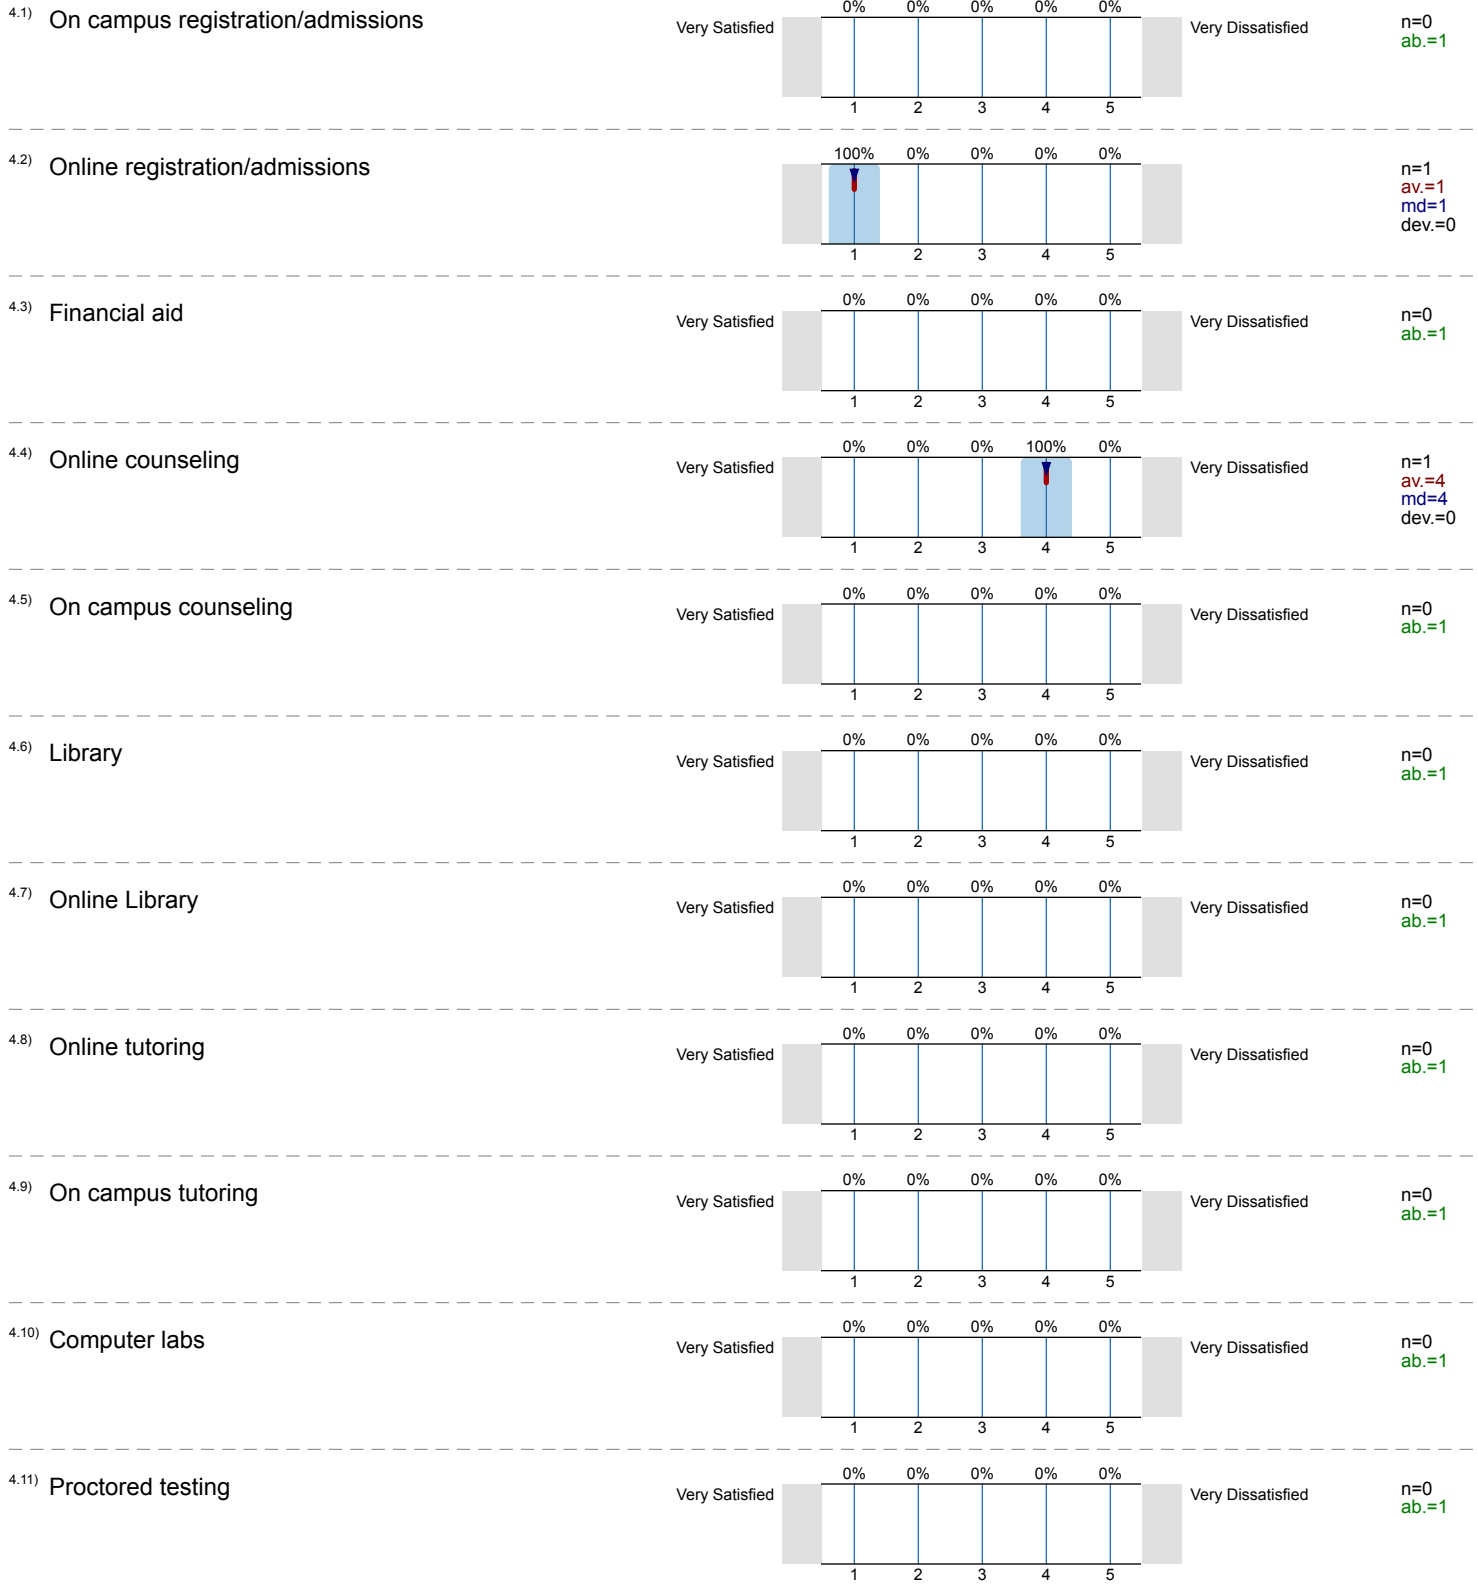 4.1) On campus registration/admissions
0% 0% 0% 0% 0%
Very Satisfied Very Dissatisfied n=0
ab.=1
1 2 3 4 5
4.2) Online registration/admissions
100% 0% 0% 0% 0%
n=1
av.=1
md=1
dev.=0
1 2 3 4 5
4.3) Financial aid
0% 0% 0% 0% 0%
Very Satisfied Very Dissatisfied n=0
ab.=1
1 2 3 4 5
4.4) Online counseling
0% 0% 0% 100% 0%
Very Satisfied Very Dissatisfied n=1
av.=4
md=4
dev.=0
1 2 3 4 5
4.5) On campus counseling
0% 0% 0% 0% 0%
Very Satisfied Very Dissatisfied n=0
ab.=1
1 2 3 4 5
4.6) Library
0% 0% 0% 0% 0%
Very Satisfied Very Dissatisfied n=0
ab.=1
1 2 3 4 5
4.7) Online Library
0% 0% 0% 0% 0%
Very Satisfied Very Dissatisfied n=0
ab.=1
1 2 3 4 5
4.8) Online tutoring
0% 0% 0% 0% 0%
Very Satisfied Very Dissatisfied n=0
ab.=1
1 2 3 4 5
4.9) On campus tutoring
0% 0% 0% 0% 0%
Very Satisfied Very Dissatisfied n=0
ab.=1
1 2 3 4 5
4.10) Computer labs
0% 0% 0% 0% 0%
Very Satisfied Very Dissatisfied n=0
ab.=1
1 2 3 4 5
4.11) Proctored testing
0% 0% 0% 0% 0%
Very Satisfied Very Dissatisfied n=0
ab.=1
1 2 3 4 5